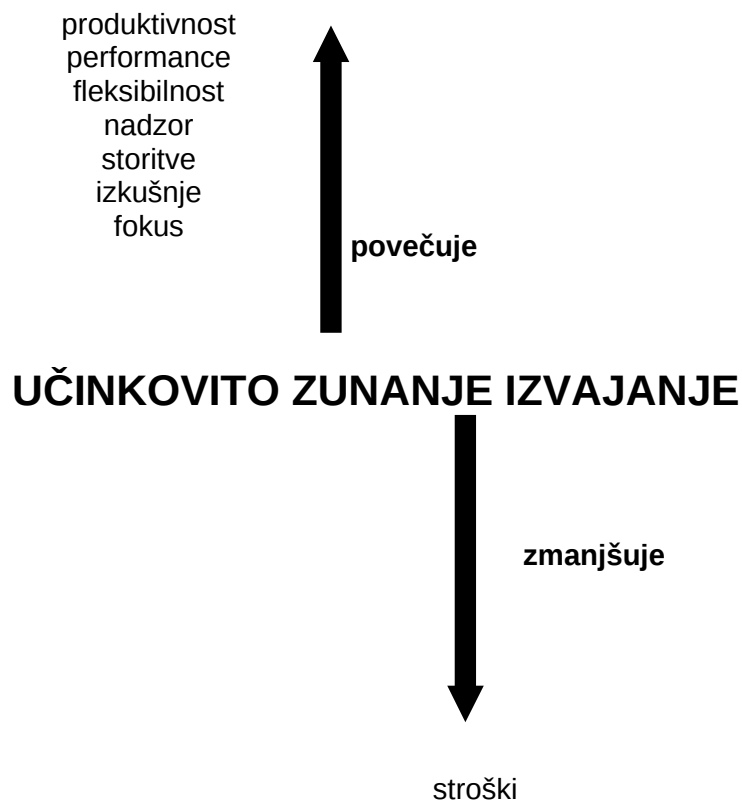 produktivnost
performance
fleksibilnost
nadzor
storitve
izkušnje
fokus
povečuje
UČINKOVITO ZUNANJE IZVAJANJE
zmanjšuje
stroški